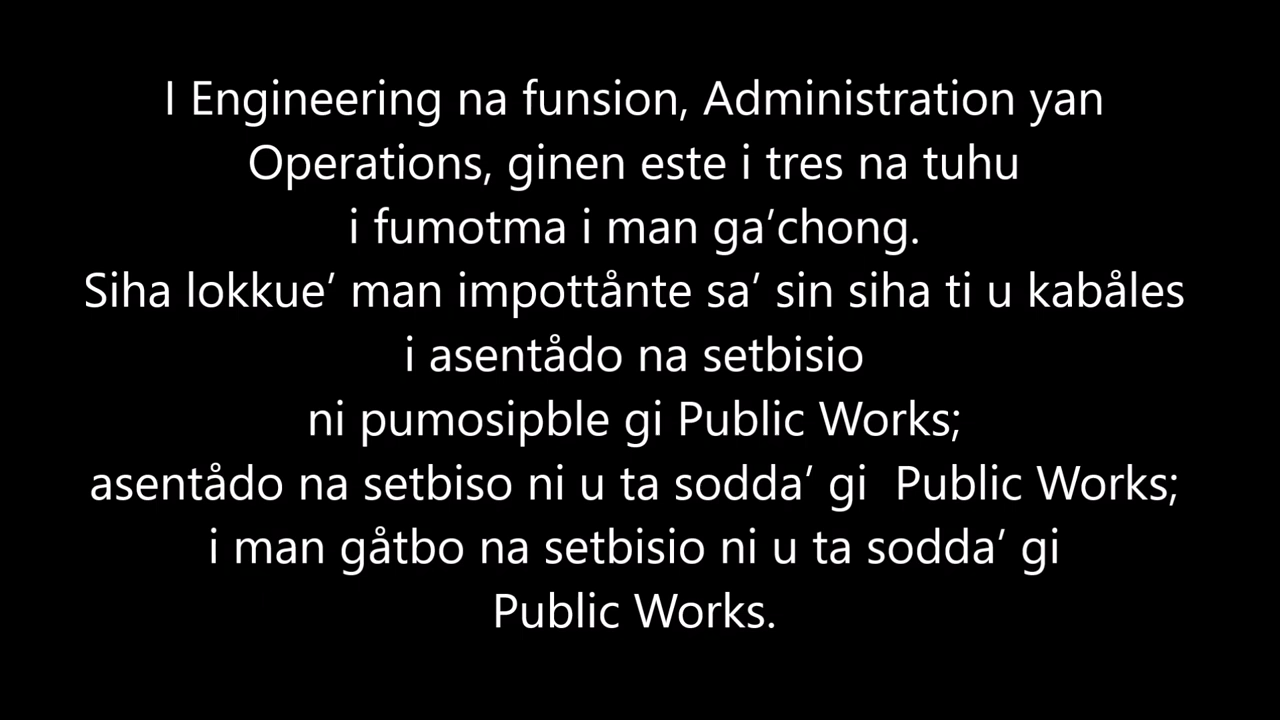 I Engineering na funsion, Administration yan
Operations, ginen este i tres na tuhu
i fumotma i man ga’chong.
Siha lokkue’ man impottånte sa’ sin siha ti u kabåles
i asentådo na setbisio
ni pumosipble gi Public Works;
asentådo na setbiso ni u ta sodda’ gi  Public Works;
i man gåtbo na setbisio ni u ta sodda’ gi
Public Works.